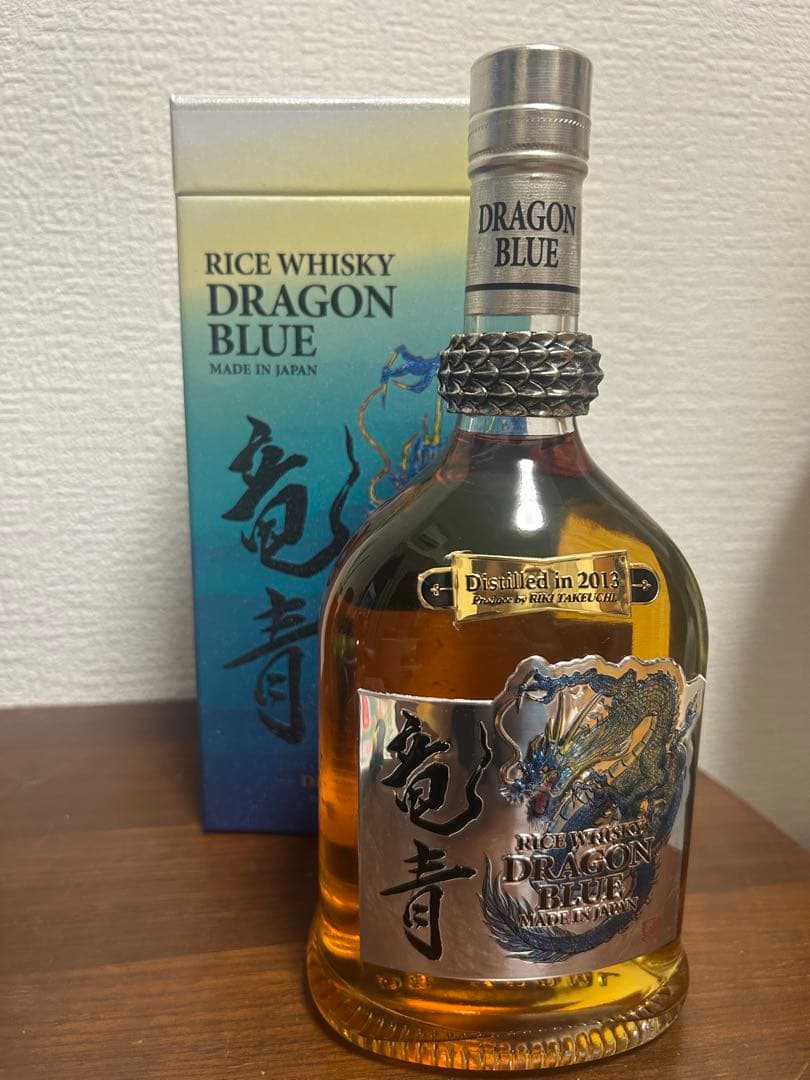 RICE WHISKY
DRAGON
BLUE
MADE IN JAPAN
竜
青
DRAGON
BLUE
Distilled in 2013
Produce by RIKI TAKEUCHI
竜
青
RICE WHISKY
DRAGON
BLUE
MADE IN JAPAN